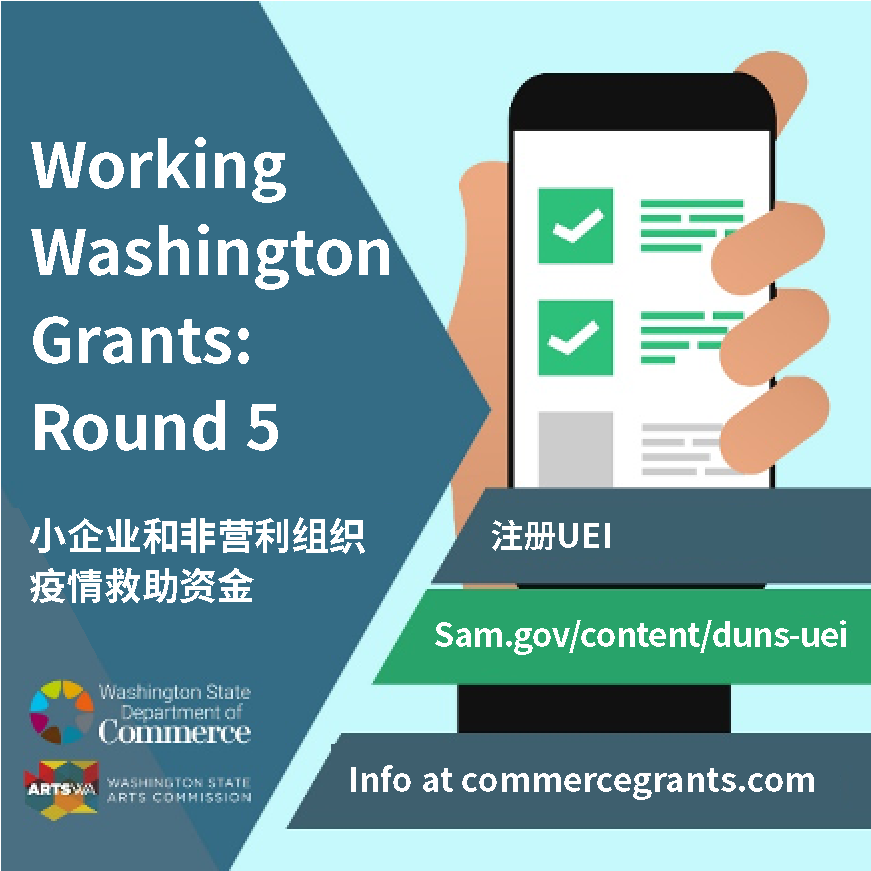 Working
Washington
Grants:
Round 5
小企业和非营利组织
疫情救助资金
注册UEI
Sam.gov/content/duns-uei
Info at commercegrants.com
Washington State
Department of
Commerce
ARTSWA
WASHINGTON STATE
ARTS COMMISSION